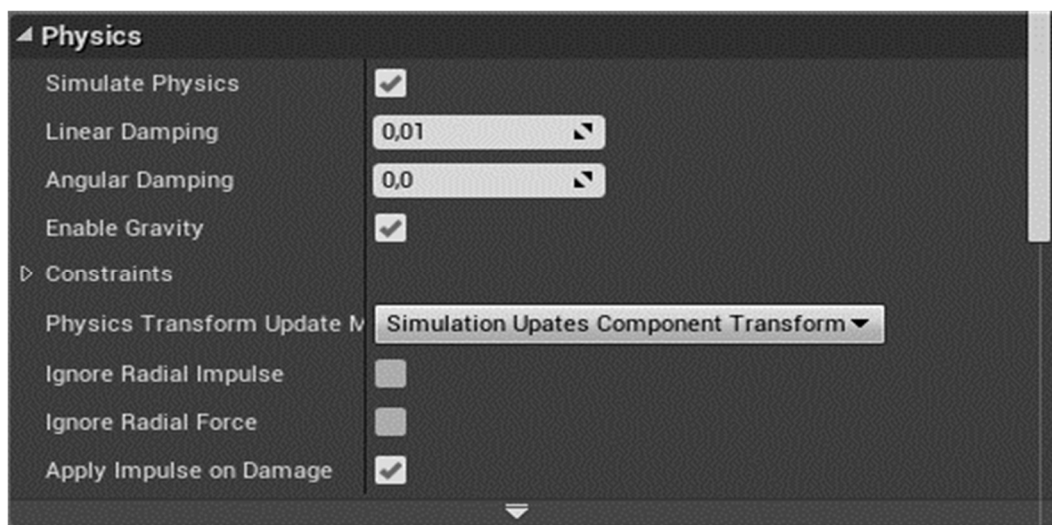 Physics
Simulate Physics
Linear Damping 0,01
Angular Damping 0,0
Enable Gravity
Constraints
Physics Transform Update M Simulation Upates Component Transform
Ignore Radial Impulse
Ignore Radial Force
Apply Impulse on Damage